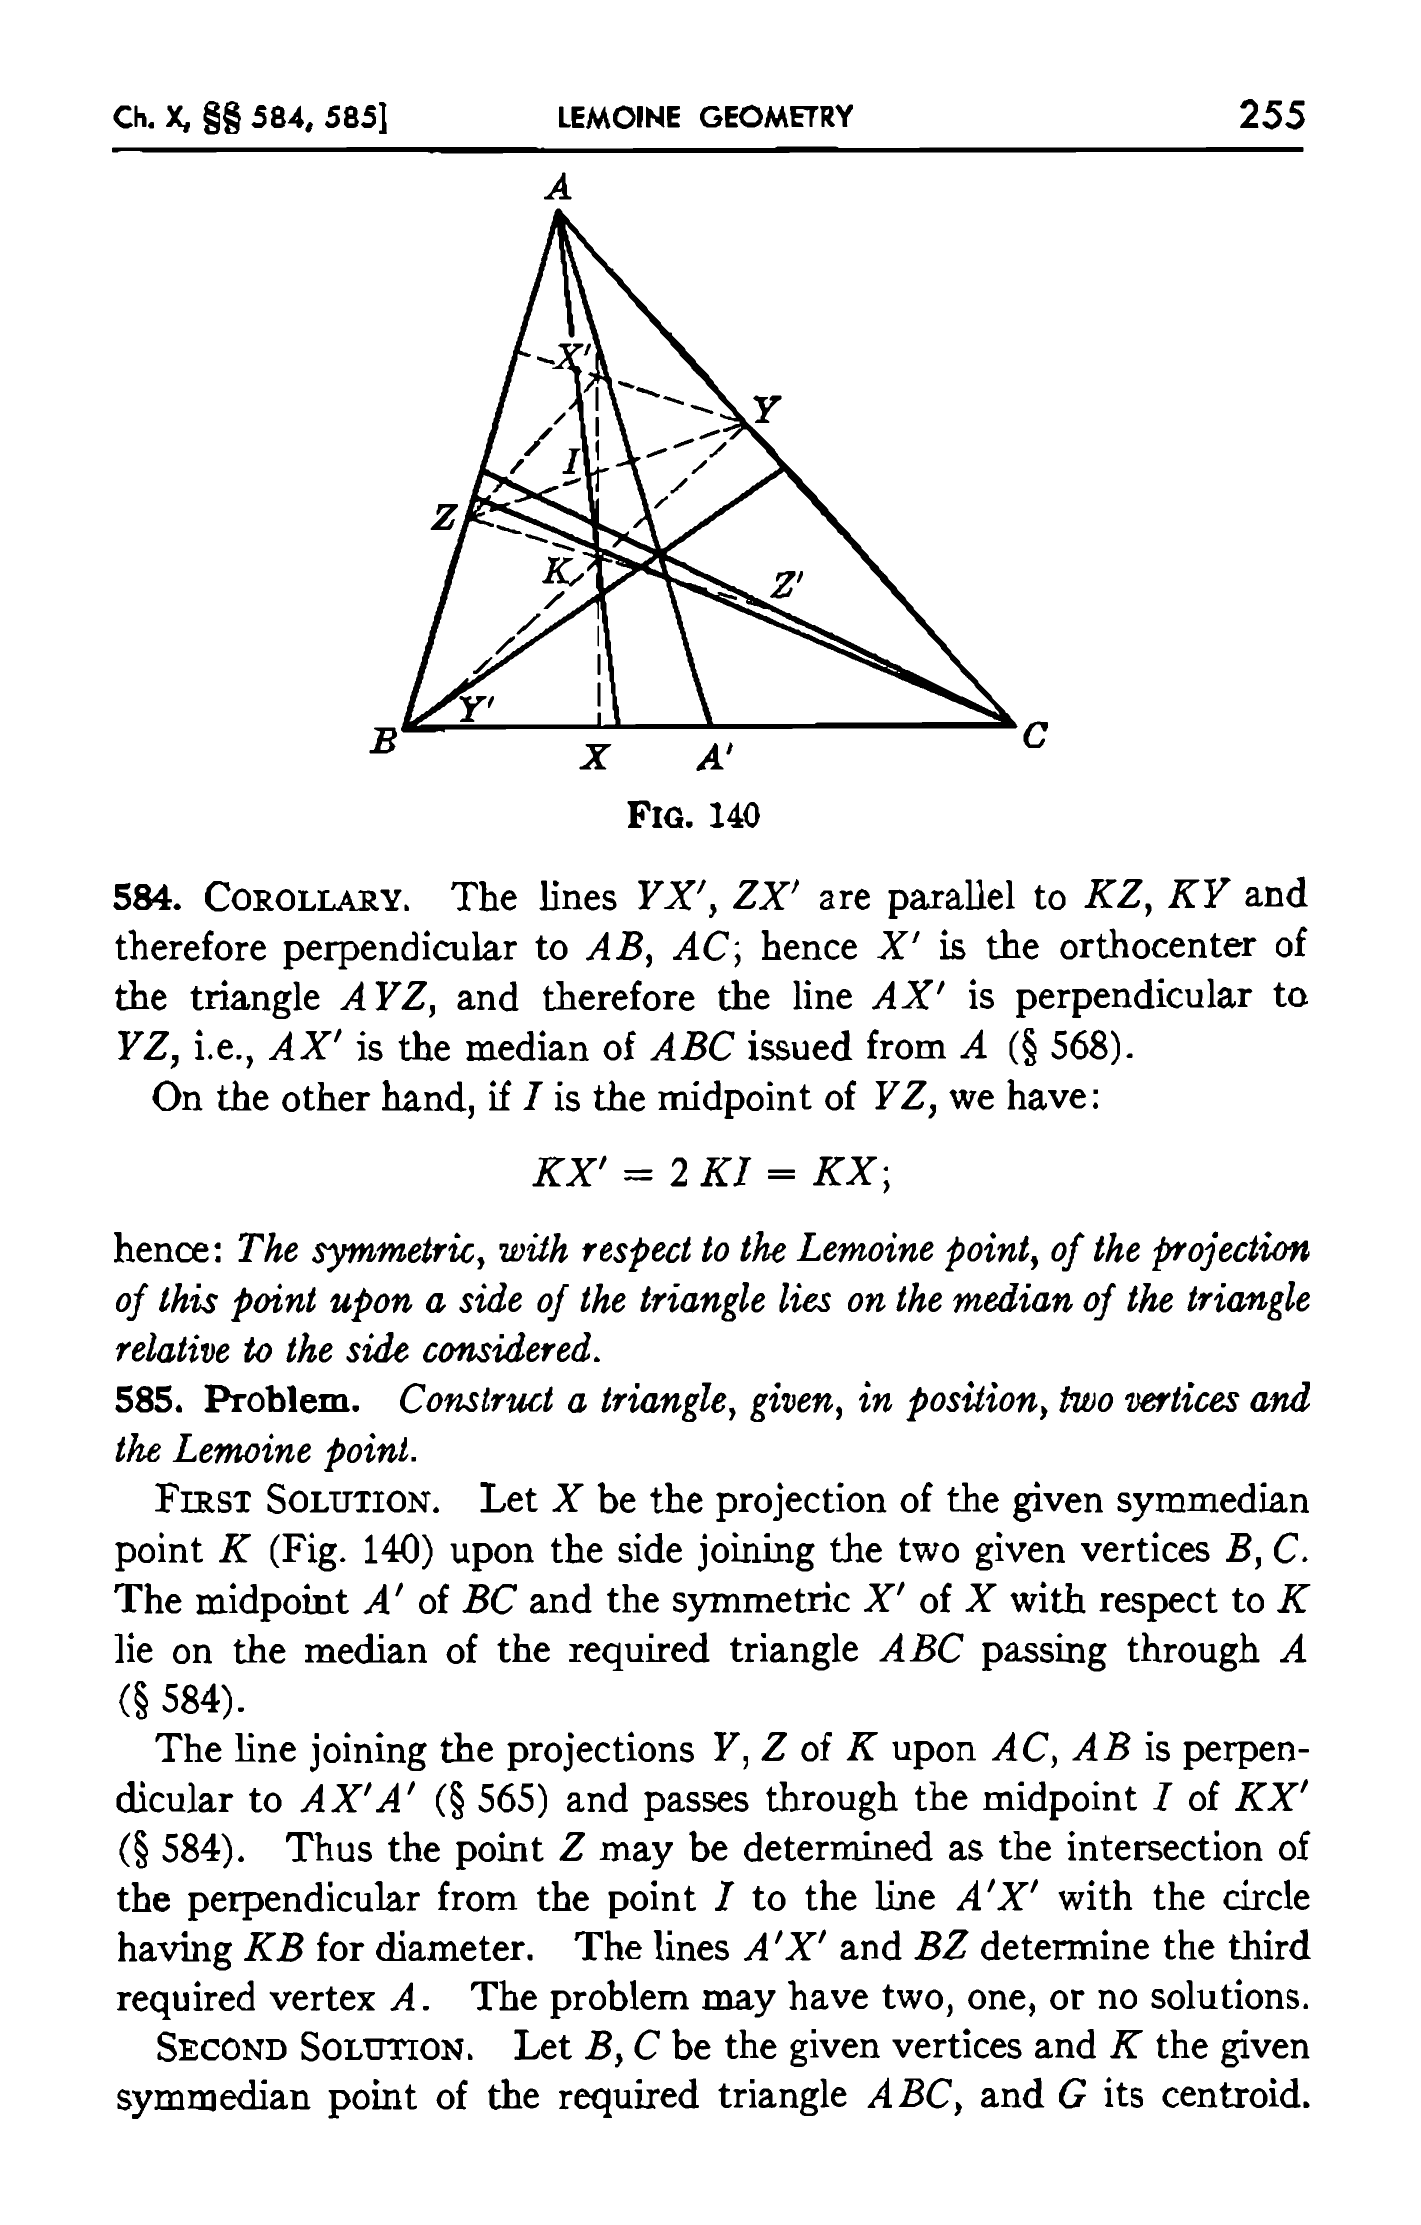 Ch. X, §§ 584, 585] LEMOINE GEOMETRY 255
A
X'
Y
I
Z
K
Z'
Y'
B
C
X A'
FIG. 140
584. COROLLARY. The lines YX', ZX' are parallel to KZ, KY and
therefore perpendicular to AB, AC; hence X' is the orthocenter of
the triangle AYZ, and therefore the line AX' is perpendicular to
YZ, i.e., AX' is the median of ABC issued from A (§ 568).
On the other hand, if I is the midpoint of YZ, we have:
KX' = 2 KI = KX;
hence: The symmetric, with respect to the Lemoine point, of the projection
of this point upon a side of the triangle lies on the median of the triangle
relative to the side considered.
585. Problem. Construct a triangle, given, in position, two vertices and
the Lemoine point.
FIRST SOLUTION. Let X be the projection of the given symmedian
point K (Fig. 140) upon the side joining the two given vertices B, C.
The midpoint A' of BC and the symmetric X' of X with respect to K
lie on the median of the required triangle ABC passing through A
(§ 584).
The line joining the projections Y, Z of K upon AC, AB is perpen-
dicular to AX'A' (§ 565) and passes through the midpoint I of KX'
(§ 584). Thus the point Z may be determined as the intersection of
the perpendicular from the point I to the line A'X' with the circle
having KB for diameter. The lines A'X' and BZ determine the third
required vertex A. The problem may have two, one, or no solutions.
SECOND SOLUTION. Let B, C be the given vertices and K the given
symmedian point of the required triangle ABC, and G its centroid.